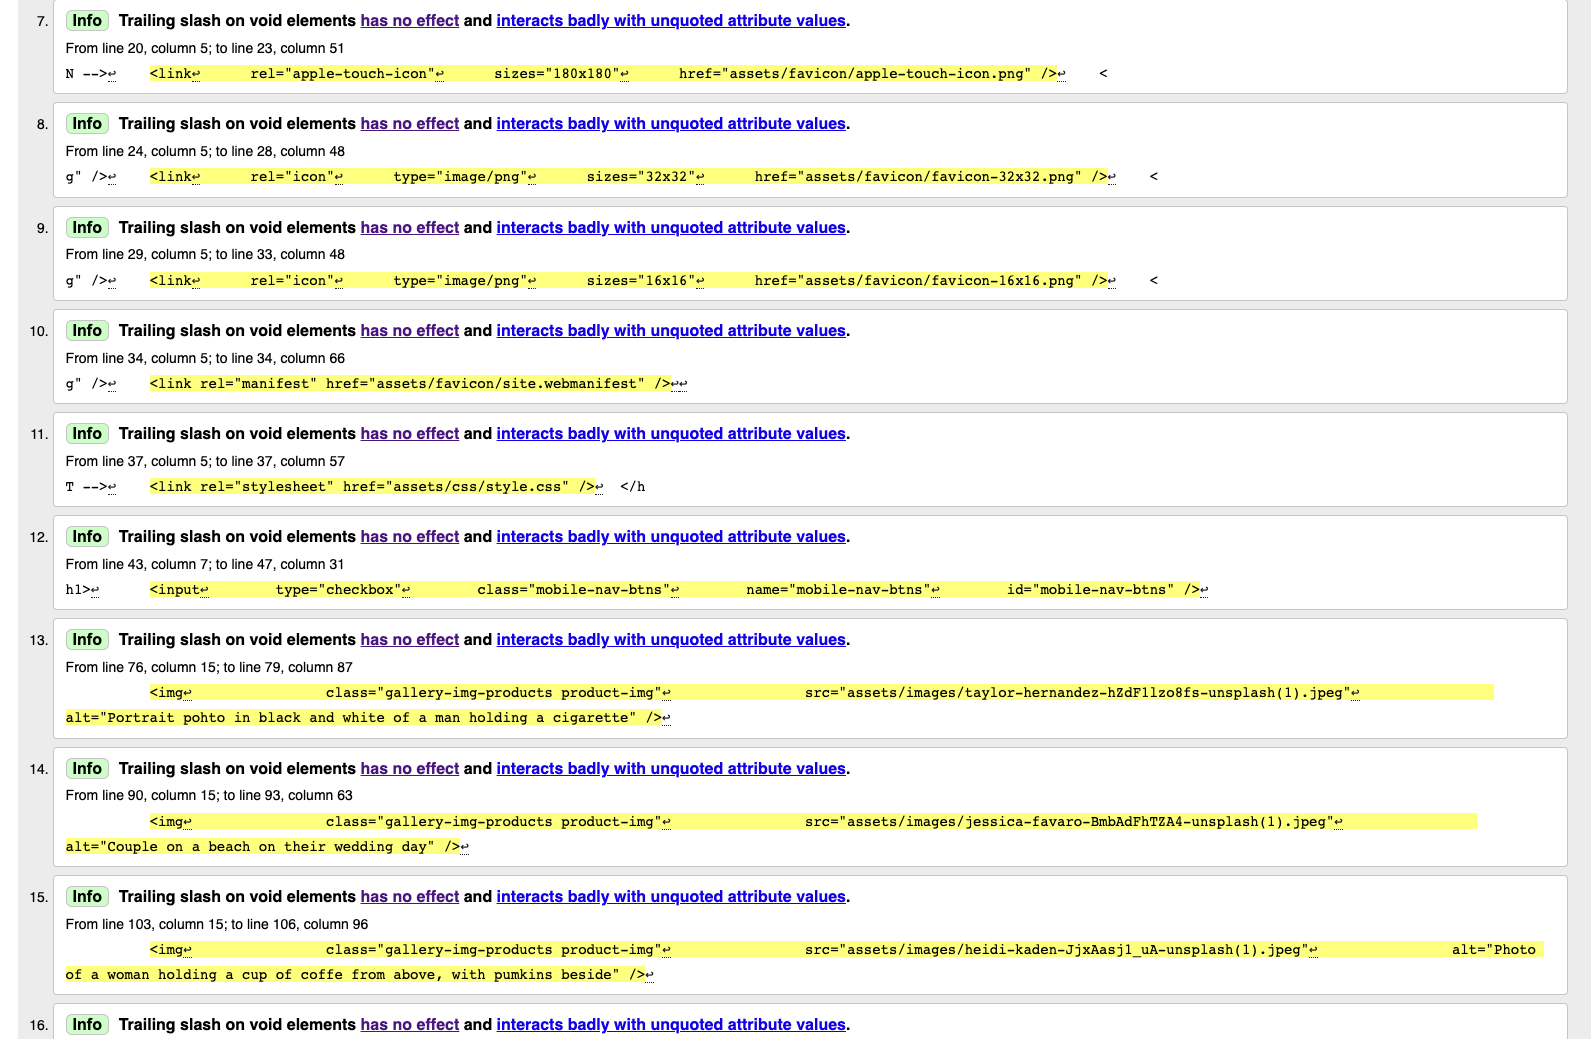 7. Info Trailing slash on void elements has no effect and interacts badly with unquoted attribute values.
From line 20, column 5; to line 23, column 51
N -->↩ <link↩ rel="apple-touch-icon"↩ sizes="180x180"↩ href="assets/favicon/apple-touch-icon.png" />↩ <
8. Info Trailing slash on void elements has no effect and interacts badly with unquoted attribute values.
From line 24, column 5; to line 28, column 48
g" />↩ <link↩ rel="icon"↩ type="image/png"↩ sizes="32x32"↩ href="assets/favicon/favicon-32x32.png" />↩ <
9. Info Trailing slash on void elements has no effect and interacts badly with unquoted attribute values.
From line 29, column 5; to line 33, column 48
g" />↩ <link↩ rel="icon"↩ type="image/png"↩ sizes="16x16"↩ href="assets/favicon/favicon-16x16.png" />↩ <
10. Info Trailing slash on void elements has no effect and interacts badly with unquoted attribute values.
From line 34, column 5; to line 34, column 66
g" />↩ <link rel="manifest" href="assets/favicon/site.webmanifest" />↩↩
11. Info Trailing slash on void elements has no effect and interacts badly with unquoted attribute values.
From line 37, column 5; to line 37, column 57
T -->↩ <link rel="stylesheet" href="assets/css/style.css" />↩ </h
12. Info Trailing slash on void elements has no effect and interacts badly with unquoted attribute values.
From line 43, column 7; to line 47, column 31
h1>↩ <input↩ type="checkbox"↩ class="mobile-nav-btns"↩ name="mobile-nav-btns"↩ id="mobile-nav-btns" />↩
13. Info Trailing slash on void elements has no effect and interacts badly with unquoted attribute values.
From line 76, column 15; to line 79, column 87
<img↩ class="gallery-img-products product-img"↩ src="assets/images/taylor-hernandez-hZdF1lzo8fs-unsplash(1).jpeg"↩
alt="Portrait pohto in black and white of a man holding a cigarette" />↩
14. Info Trailing slash on void elements has no effect and interacts badly with unquoted attribute values.
From line 90, column 15; to line 93, column 63
<img↩ class="gallery-img-products product-img"↩ src="assets/images/jessica-favaro-BmbAdFhTZA4-unsplash(1).jpeg"↩
alt="Couple on a beach on their wedding day" />↩
15. Info Trailing slash on void elements has no effect and interacts badly with unquoted attribute values.
From line 103, column 15; to line 106, column 96
<img↩ class="gallery-img-products product-img"↩ src="assets/images/heidi-kaden-JjxAasj1_uA-unsplash(1).jpeg"↩ alt="Photo
of a woman holding a cup of coffe from above, with pumkins beside" />↩
16. Info Trailing slash on void elements has no effect and interacts badly with unquoted attribute values.